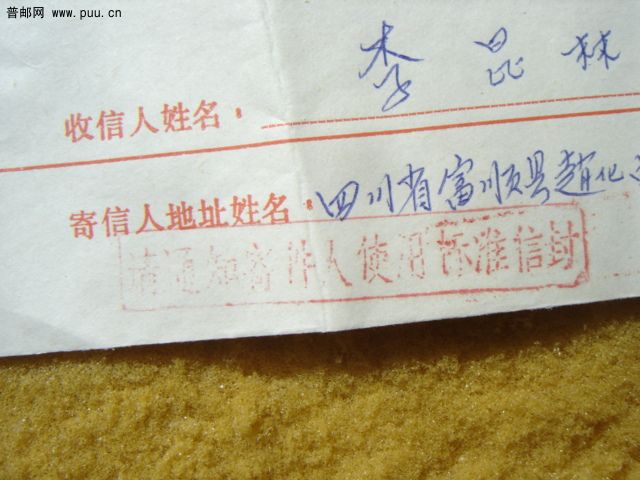 普邮网 www.puu.cn
李昆林
收信人姓名:
寄信人地址姓名: 四川省富顺县赵化
请通知寄件人使用标准信封